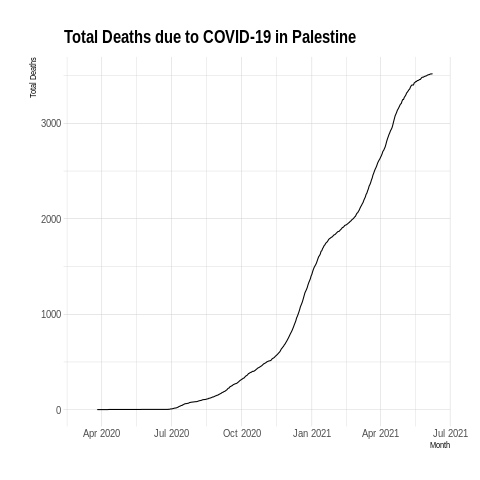 Total Deaths due to COVID-19 in Palestine
Total Deaths
3000
2000
1000
0
Apr 2020 Jul 2020 Oct 2020 Jan 2021 Apr 2021 Jul 2021
Month